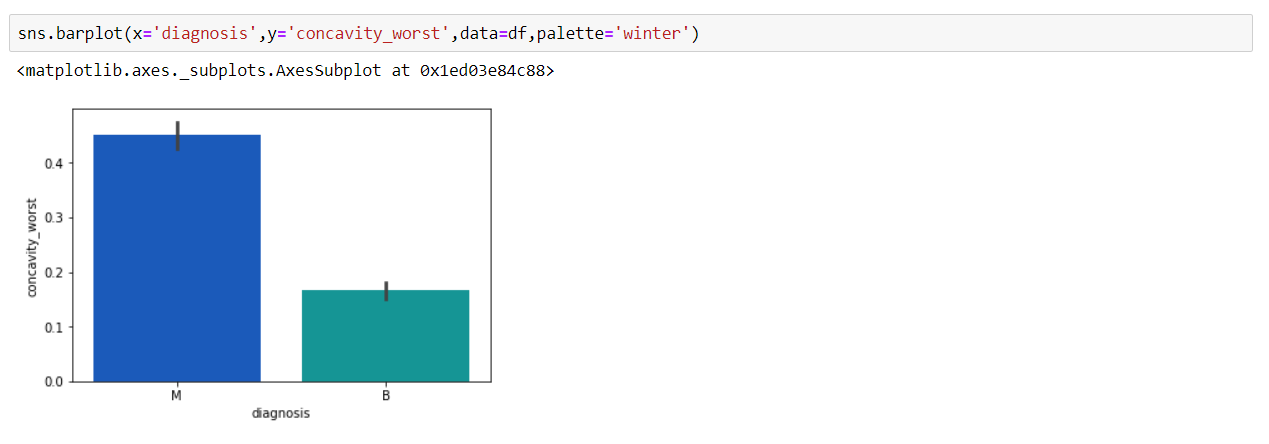 sns.barplot(x='diagnosis',y='concavity_worst',data=df,palette='winter')
<matplotlib.axes._subplots.AxesSubplot at 0x1ed03e84c88>
concavity_worst
0.4
0.3
0.2
0.1
0.0
M B
diagnosis